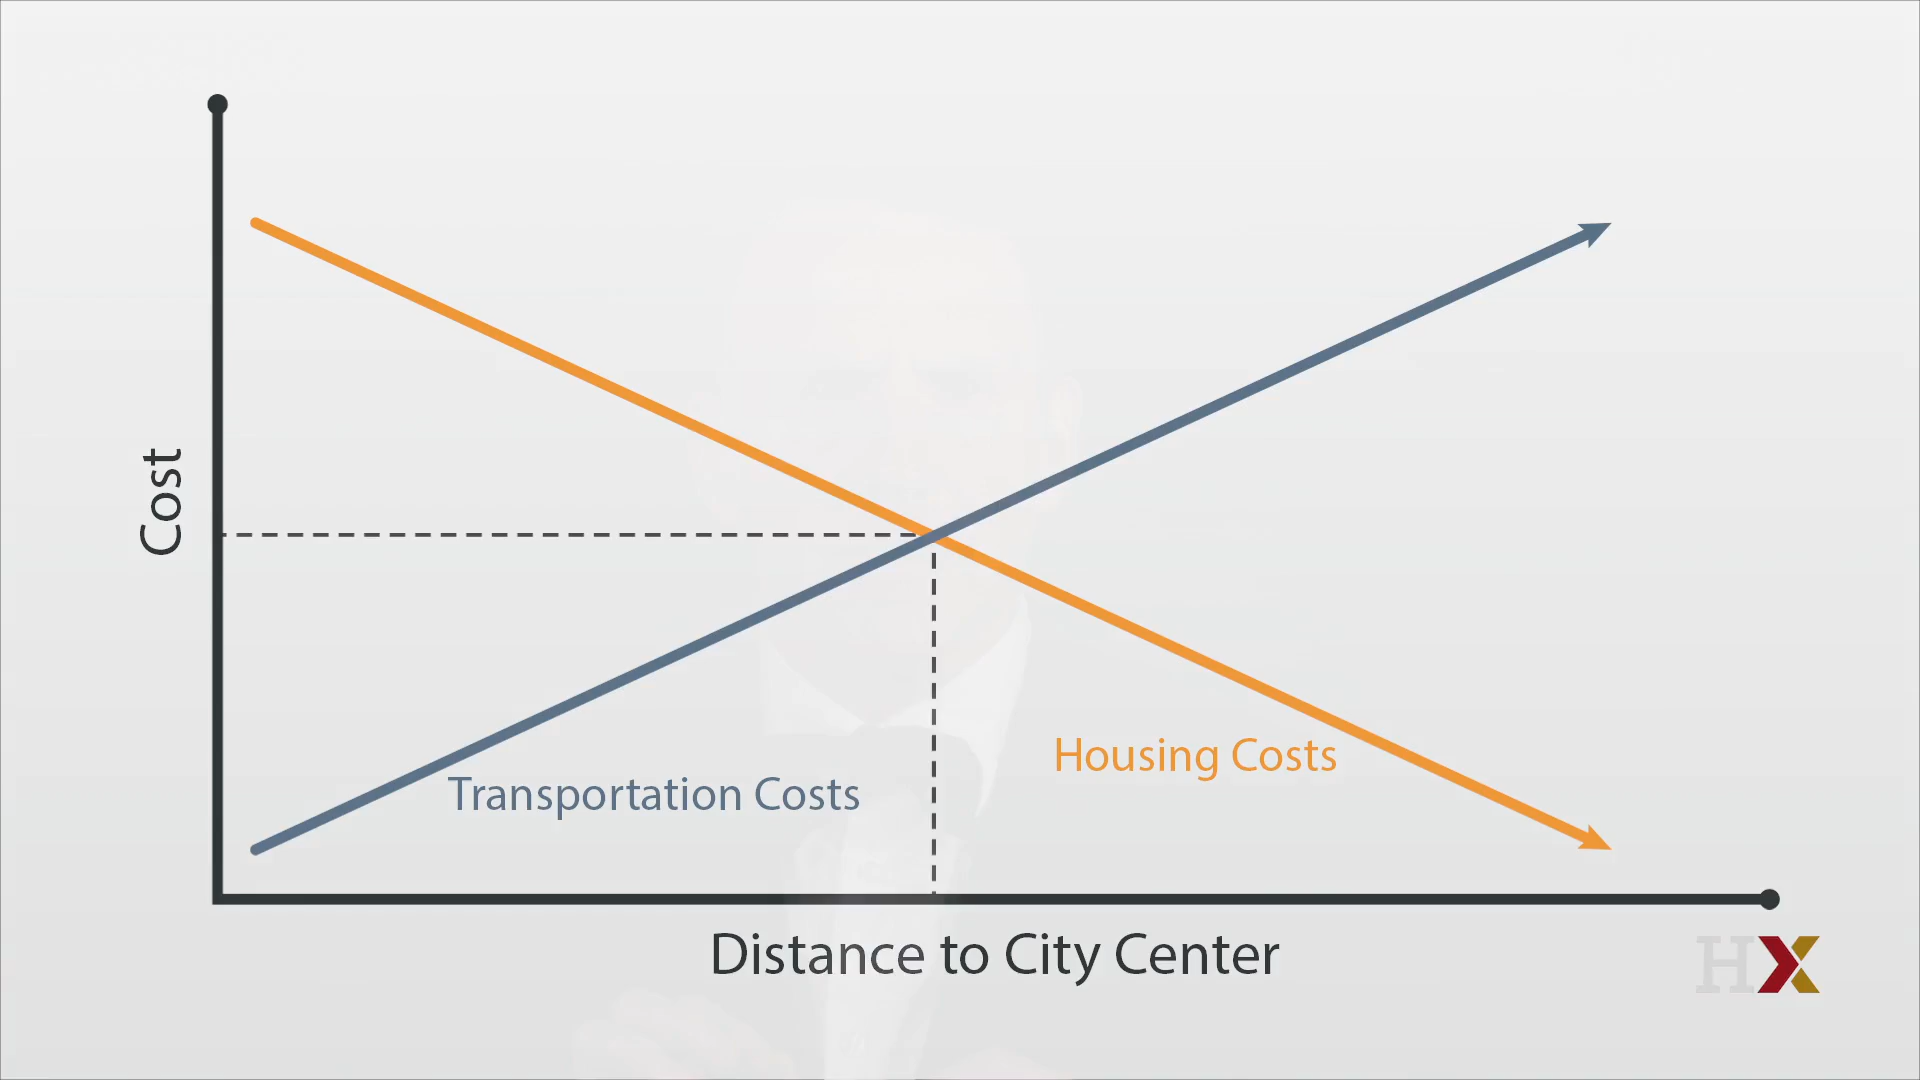 Cost
Transportation Costs
Housing Costs
Distance to City Center
HX